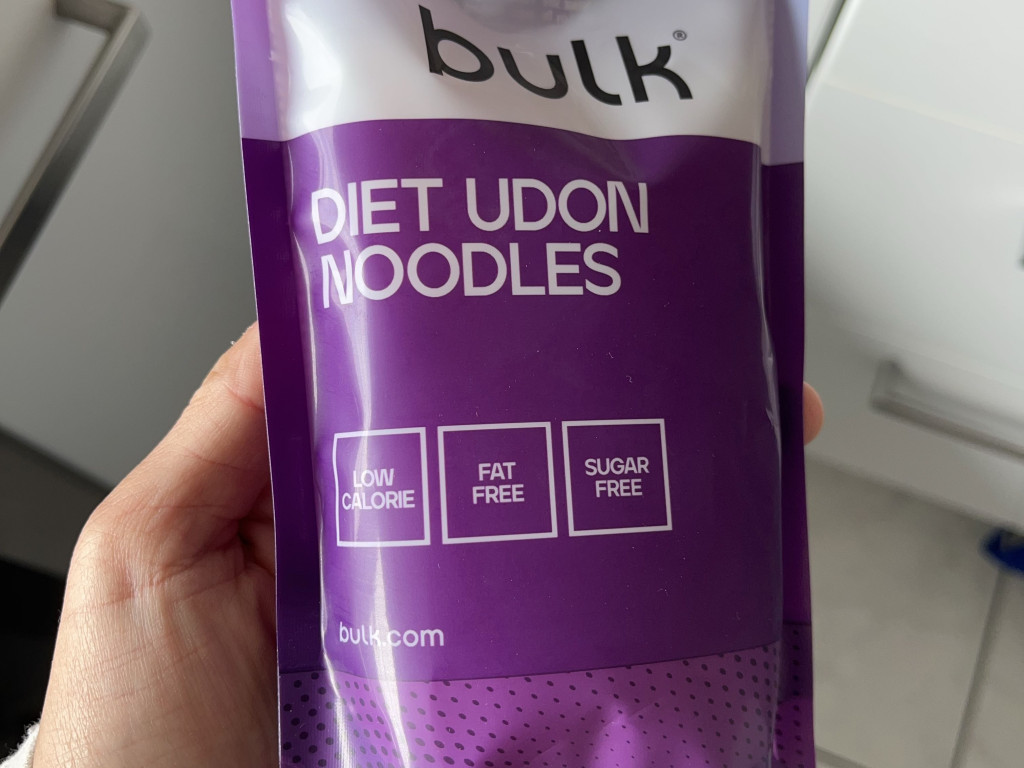 bulk®
DIET UDON
NOODLES
LOW
CALORIE
FAT
FREE
SUGAR
FREE
bulk.com